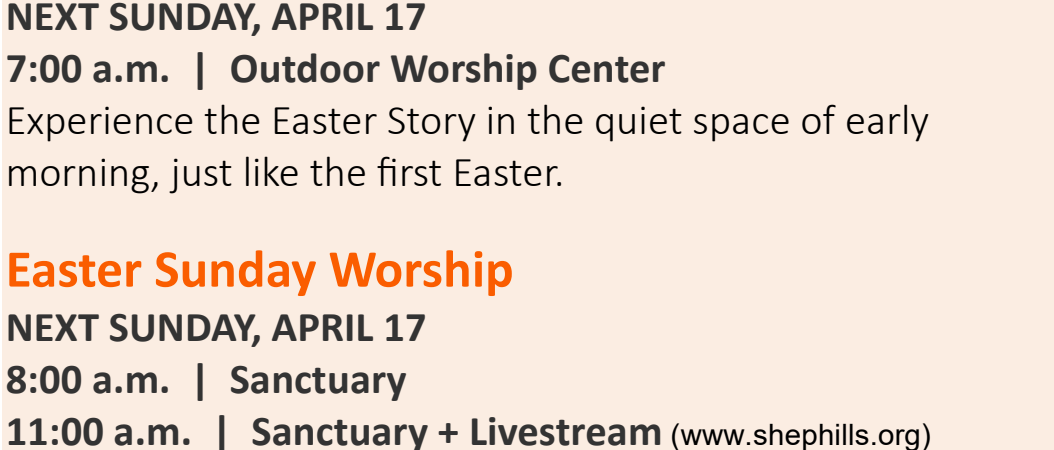 NEXT SUNDAY, APRIL 17
7:00 a.m. | Outdoor Worship Center
Experience the Easter Story in the quiet space of early
morning, just like the first Easter.
Easter Sunday Worship
NEXT SUNDAY, APRIL 17
8:00 a.m. | Sanctuary
11:00 a.m. | Sanctuary + Livestream (www.shephills.org)